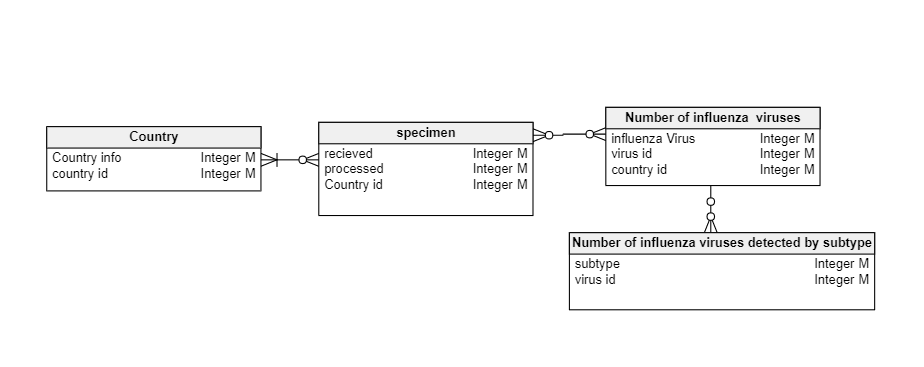 Country
Country info Integer M
country id Integer M
specimen
recieved Integer M
processed Integer M
Country id Integer M
Number of influenza viruses
influenza Virus Integer M
virus id Integer M
country id Integer M
Number of influenza viruses detected by subtype
subtype Integer M
virus id Integer M